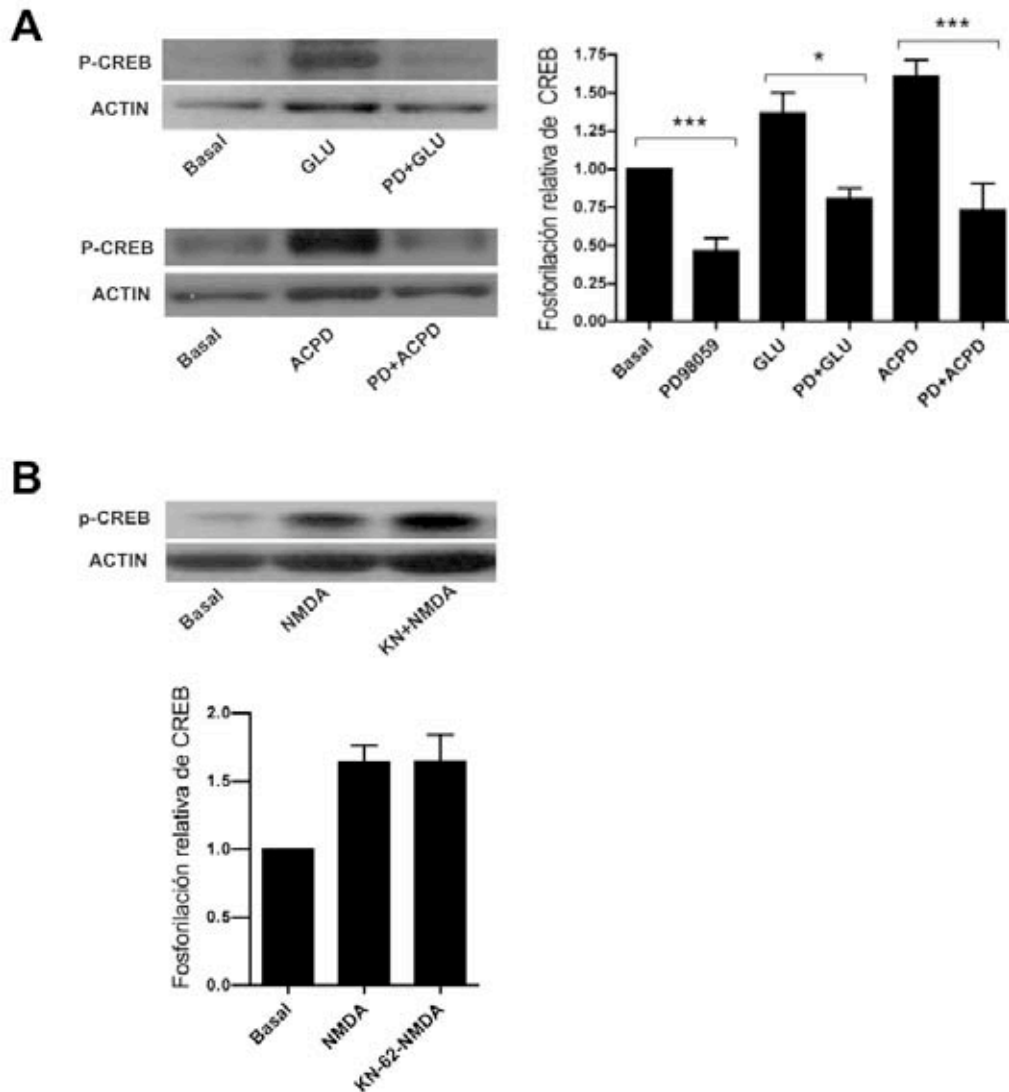 A
P-CREB
ACTIN
Basal
GLU
PD+GLU
P-CREB
ACTIN
Basal
ACPD
PD+ACPD
Fosforilación relativa de CREB
1.75
1.50
1.25
1.00
0.75
0.50
0.25
0.00
***
*
***
Basal
PD98059
GLU
PD+GLU
ACPD
PD+ACPD
B
p-CREB
ACTIN
Basal
NMDA
KN+NMDA
Fosforilación relativa de CREB
2.0
1.5
1.0
0.5
0.0
Basal
NMDA
KN-62-NMDA